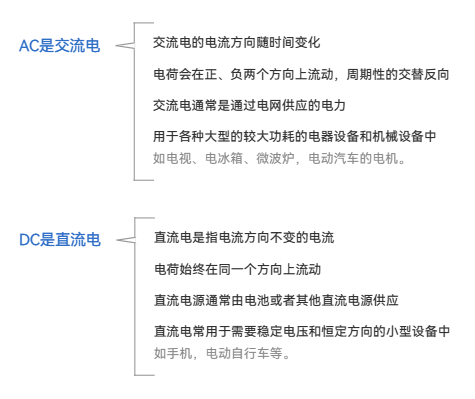 AC是交流电
交流电的电流方向随时间变化
电荷会在正、负两个方向上流动，周期性的交替反向
交流电通常是通过电网供应的电力
用于各种大型的较大功耗的电器设备和机械设备中
如电视、电冰箱、微波炉，电动汽车的电机。
DC是直流电
直流电是指电流方向不变的电流
电荷始终在同一个方向上流动
直流电源通常由电池或者其他直流电源供应
直流电常用于需要稳定电压和恒定方向的小型设备中
如手机，电动自行车等。